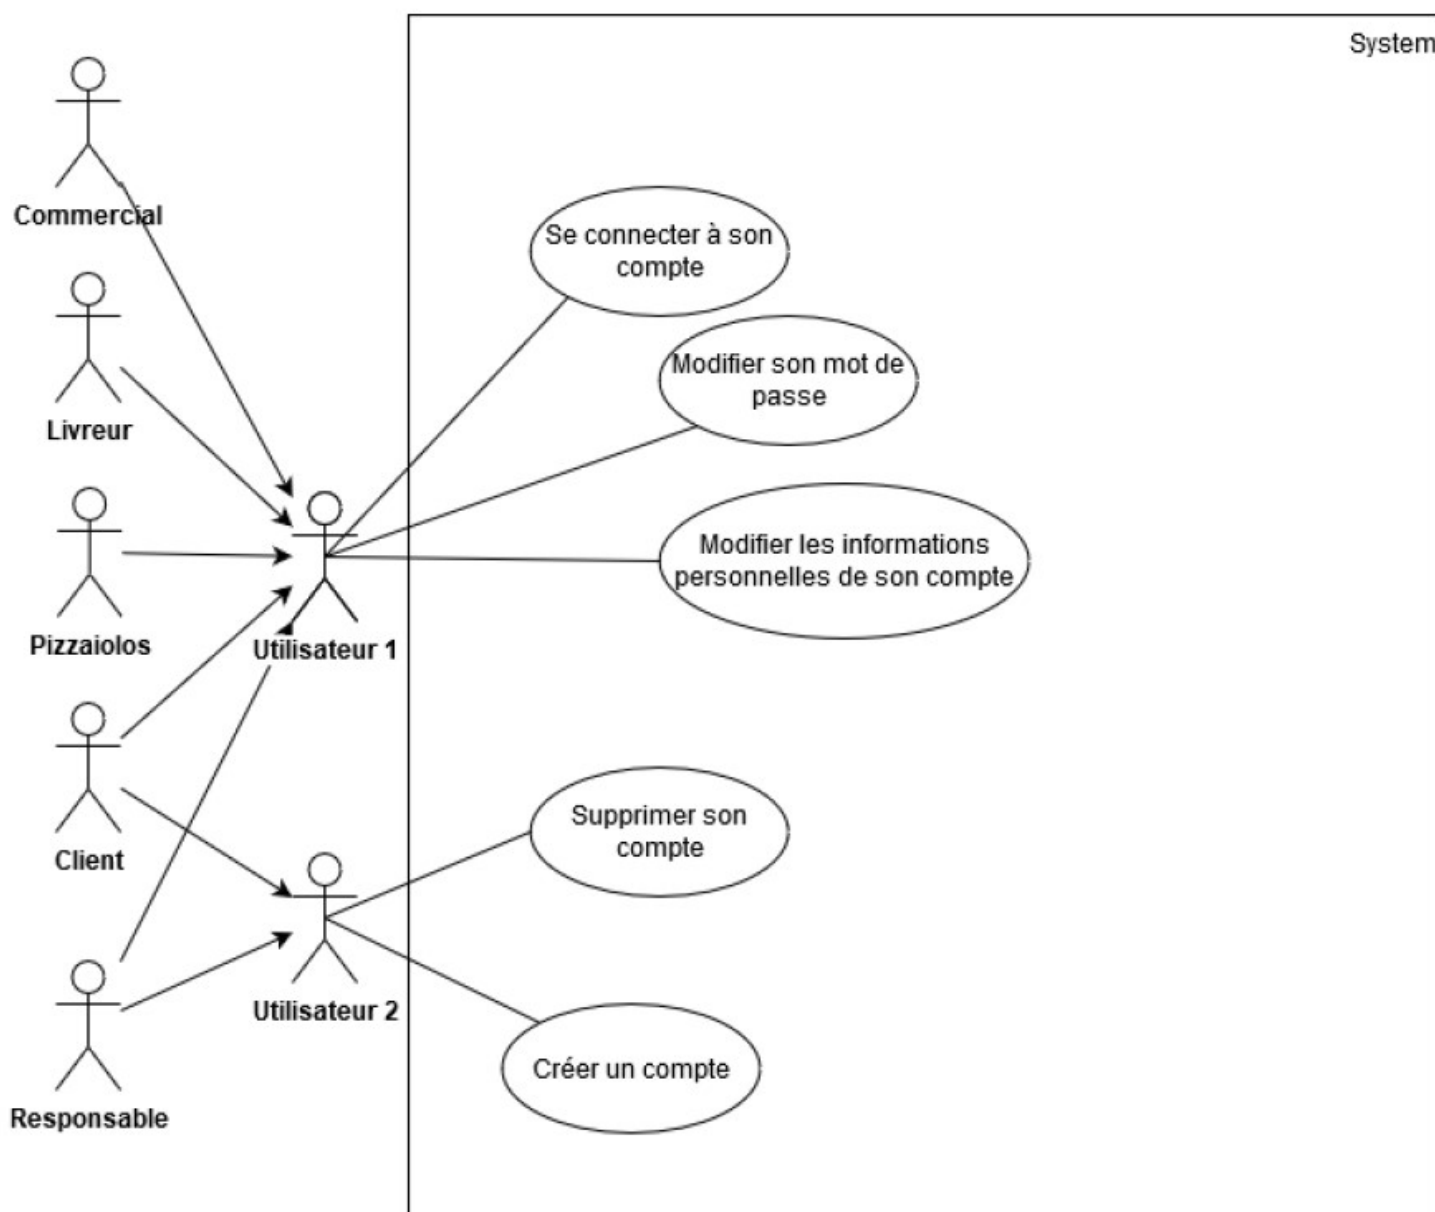 System
Commercial
Se connecter à son
compte
Livreur
Modifier son mot de
passe
Pizzaiolos
Utilisateur 1
Modifier les informations
personnelles de son compte
Client
Supprimer son
compte
Utilisateur 2
Responsable
Créer un compte